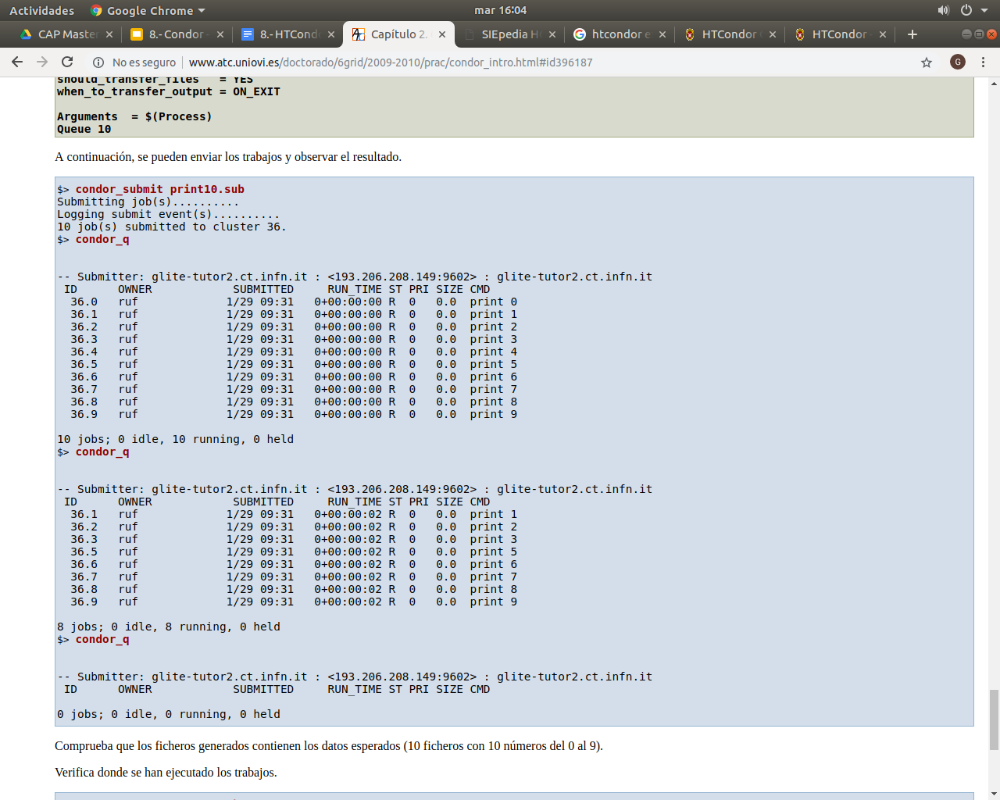 Actividades Google Chrome mar 16:04
CAP Maste 8.- Condor - 8.- HTCond Capítulo 2. SIEpedia H htcondor e HTCondor HTCondor
No es seguro www.atc.uniovi.es/doctorado/6grid/2009-2010/prac/condor_intro.html#id396187 G
should_transfer_files   = YES
when_to_transfer_output = ON_EXIT
Arguments  = $(Process)
Queue 10
A continuación, se pueden enviar los trabajos y observar el resultado.
$> condor_submit print10.sub
Submitting job(s)..........
Logging submit event(s)..........
10 job(s) submitted to cluster 36.
$> condor_q
-- Submitter: glite-tutor2.ct.infn.it : <193.206.208.149:9602> : glite-tutor2.ct.infn.it
 ID      OWNER            SUBMITTED     RUN_TIME ST PRI SIZE CMD
  36.0   ruf             1/29 09:31   0+00:00:00 R  0   0.0  print 0
  36.1   ruf             1/29 09:31   0+00:00:00 R  0   0.0  print 1
  36.2   ruf             1/29 09:31   0+00:00:00 R  0   0.0  print 2
  36.3   ruf             1/29 09:31   0+00:00:00 R  0   0.0  print 3
  36.4   ruf             1/29 09:31   0+00:00:00 R  0   0.0  print 4
  36.5   ruf             1/29 09:31   0+00:00:00 R  0   0.0  print 5
  36.6   ruf             1/29 09:31   0+00:00:00 R  0   0.0  print 6
  36.7   ruf             1/29 09:31   0+00:00:00 R  0   0.0  print 7
  36.8   ruf             1/29 09:31   0+00:00:00 R  0   0.0  print 8
  36.9   ruf             1/29 09:31   0+00:00:00 R  0   0.0  print 9
10 jobs; 0 idle, 10 running, 0 held
$> condor_q
-- Submitter: glite-tutor2.ct.infn.it : <193.206.208.149:9602> : glite-tutor2.ct.infn.it
 ID      OWNER            SUBMITTED     RUN_TIME ST PRI SIZE CMD
  36.1   ruf             1/29 09:31   0+00:00:02 R  0   0.0  print 1
  36.2   ruf             1/29 09:31   0+00:00:02 R  0   0.0  print 2
  36.3   ruf             1/29 09:31   0+00:00:02 R  0   0.0  print 3
  36.5   ruf             1/29 09:31   0+00:00:02 R  0   0.0  print 5
  36.6   ruf             1/29 09:31   0+00:00:02 R  0   0.0  print 6
  36.7   ruf             1/29 09:31   0+00:00:02 R  0   0.0  print 7
  36.8   ruf             1/29 09:31   0+00:00:02 R  0   0.0  print 8
  36.9   ruf             1/29 09:31   0+00:00:02 R  0   0.0  print 9
8 jobs; 0 idle, 8 running, 0 held
$> condor_q
-- Submitter: glite-tutor2.ct.infn.it : <193.206.208.149:9602> : glite-tutor2.ct.infn.it
 ID      OWNER            SUBMITTED     RUN_TIME ST PRI SIZE CMD
0 jobs; 0 idle, 0 running, 0 held
Comprueba que los ficheros generados contienen los datos esperados (10 ficheros con 10 números del 0 al 9).
Verifica donde se han ejecutado los trabajos.